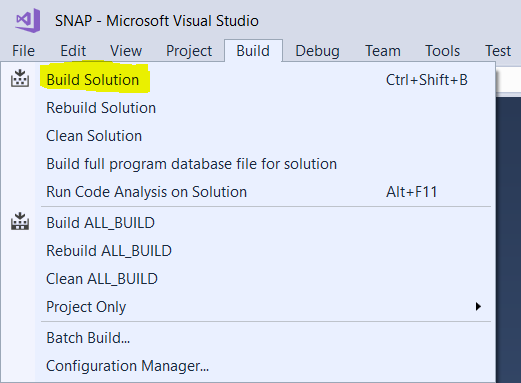 SNAP - Microsoft Visual Studio
File Edit View Project Build Debug Team Tools Test
Build Solution Ctrl+Shift+B
Rebuild Solution
Clean Solution
Build full program database file for solution
Run Code Analysis on Solution Alt+F11
Build ALL_BUILD
Rebuild ALL_BUILD
Clean ALL_BUILD
Project Only
Batch Build...
Configuration Manager...